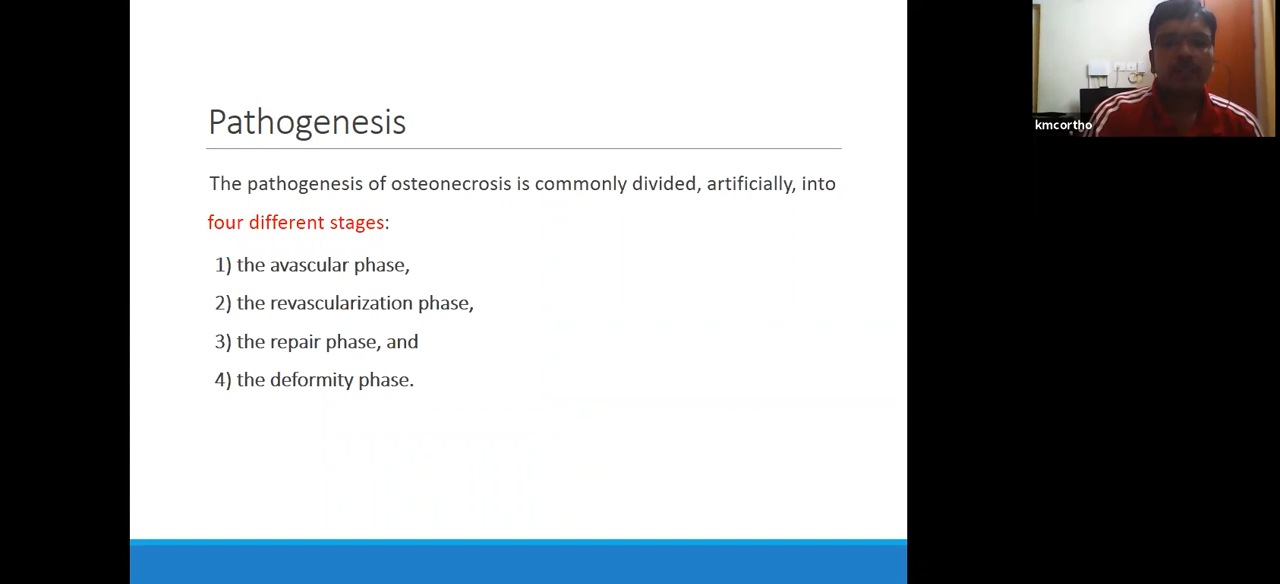 Pathogenesis
The pathogenesis of osteonecrosis is commonly divided, artificially, into
four different stages:
1) the avascular phase,
2) the revascularization phase,
3) the repair phase, and
4) the deformity phase.
kmcortho